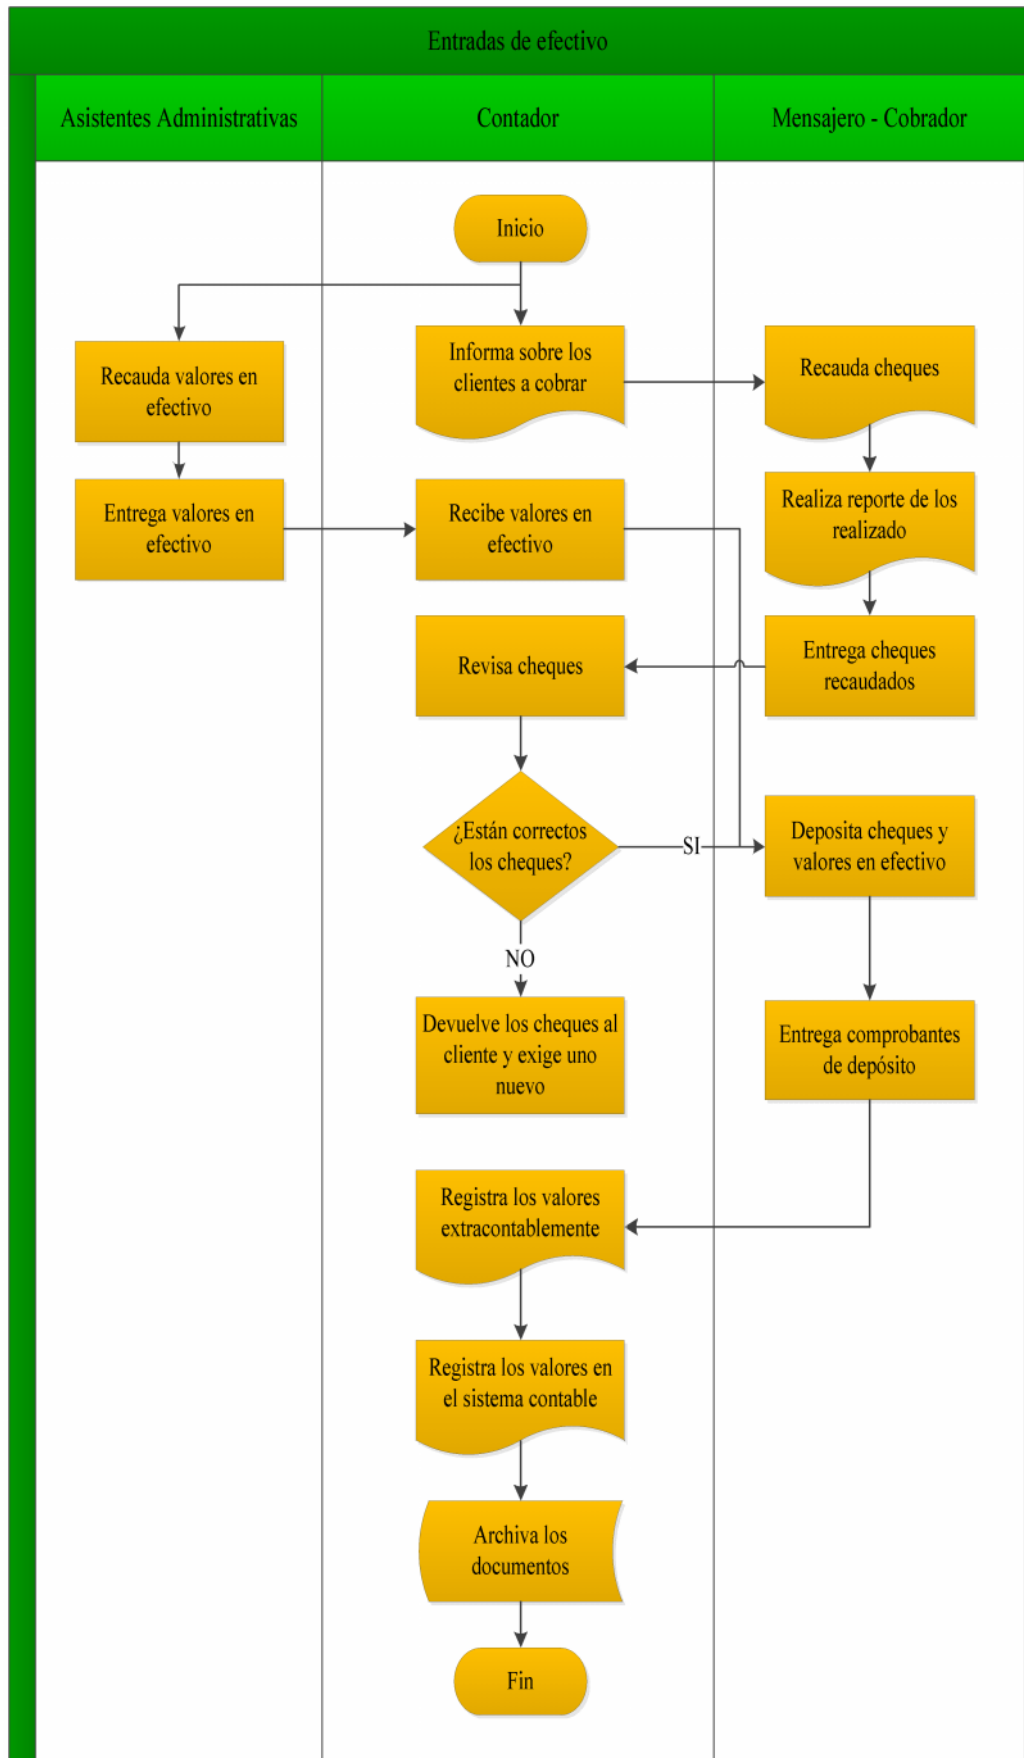 Entradas de efectivo
Asistentes Administrativas
Contador
Mensajero - Cobrador
Inicio
Informa sobre los
clientes a cobrar
Recauda cheques
Recauda valores en
efectivo
Realiza reporte de los
realizado
Entrega valores en
efectivo
Recibe valores en
efectivo
Entrega cheques
recaudados
Revisa cheques
¿Están correctos
los cheques?
SI
Deposita cheques y
valores en efectivo
NO
Devuelve los cheques al
cliente y exige uno
nuevo
Entrega comprobantes
de depósito
Registra los valores
extracontablemente
Registra los valores en
el sistema contable
Archiva los
documentos
Fin